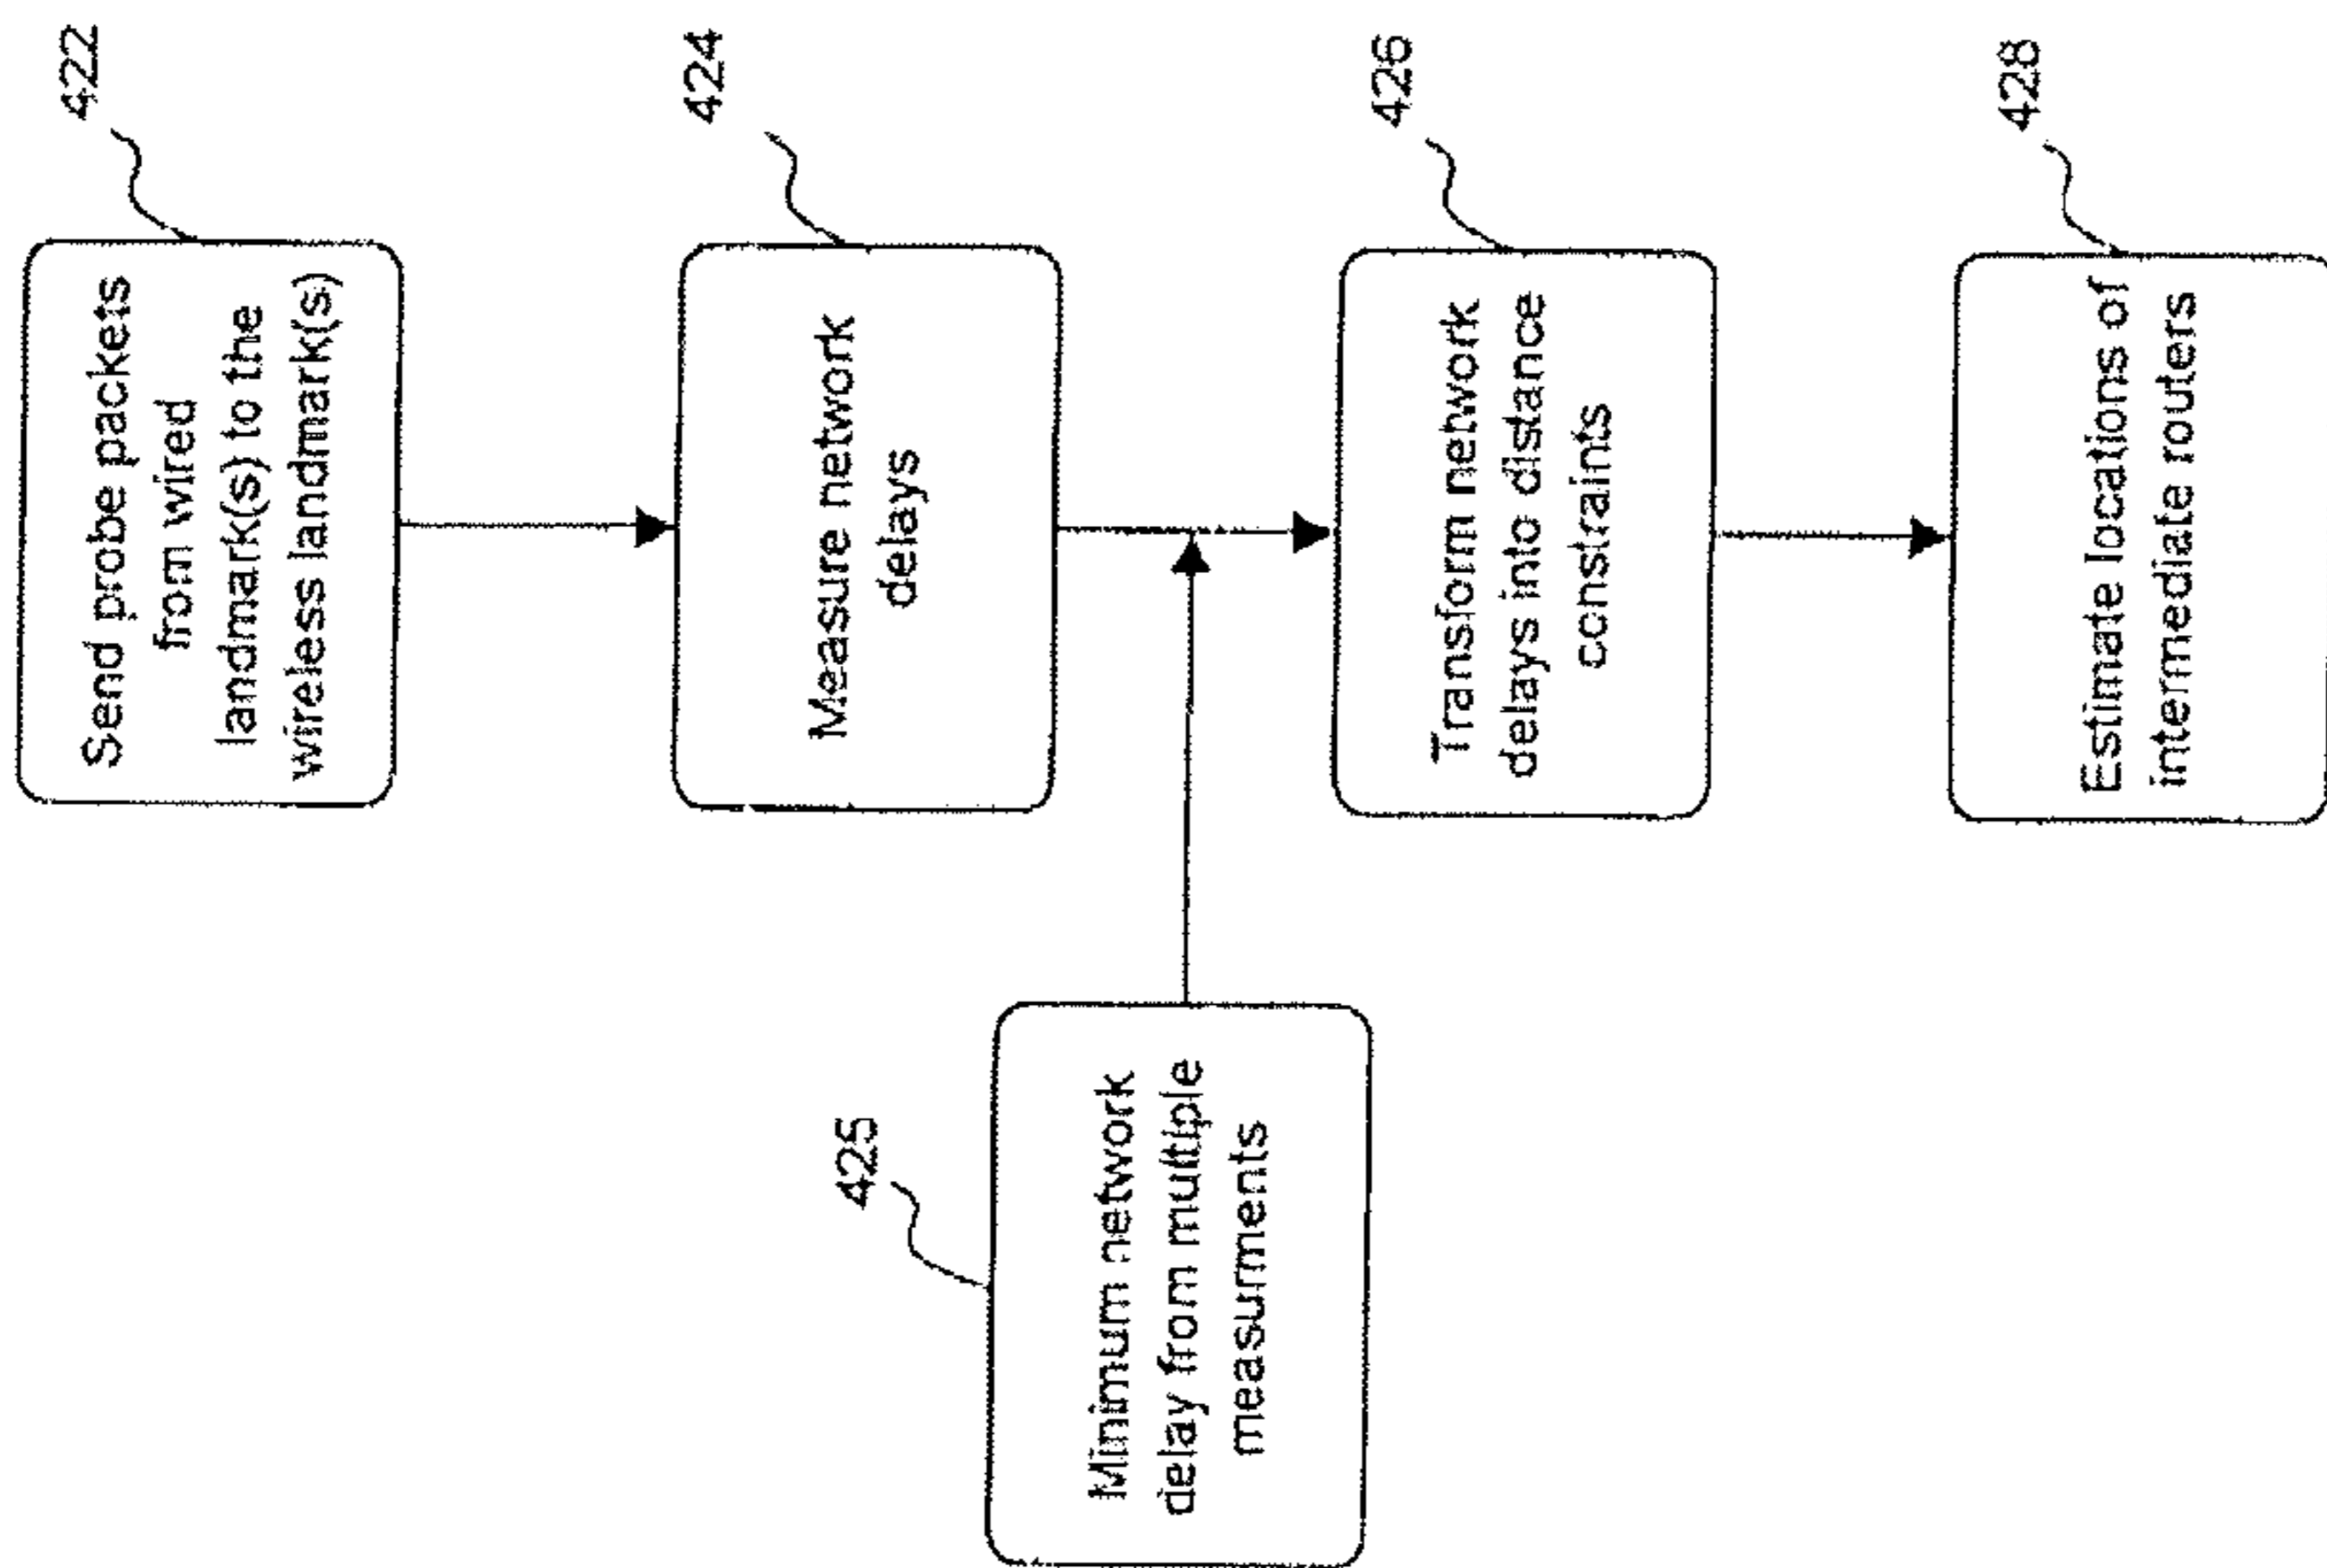 422
Send probe packets
from wired
landmark(s) to the
wireless landmark(s)
424
Measure network
delays
425
Minimum network
delay from multiple
measurments
426
Transform network
delays into distance
constraints
428
Estimate locations of
intermediate routers